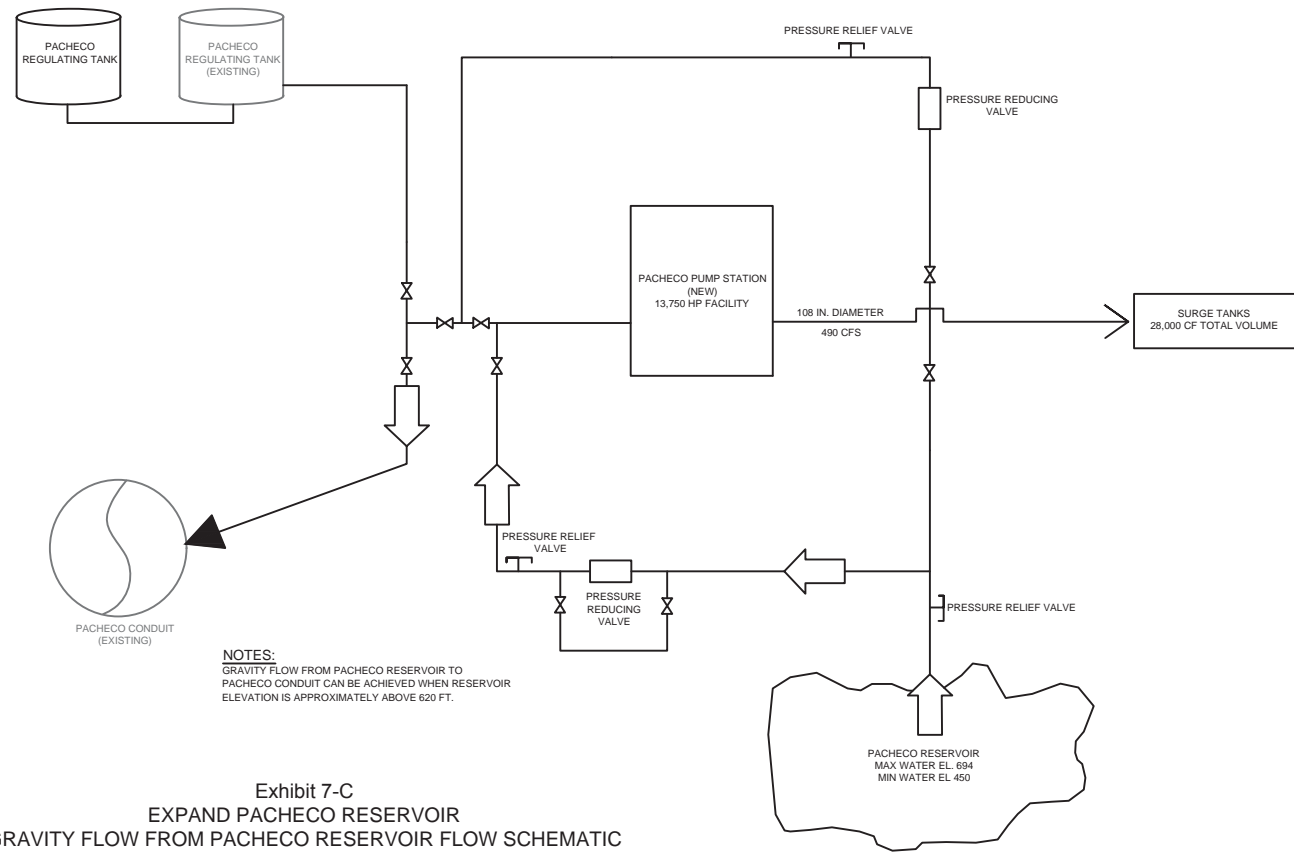 PACHECO
REGULATING TANK
PACHECO
REGULATING TANK
(EXISTING)
PRESSURE RELIEF VALVE
PRESSURE REDUCING
VALVE
PACHECO PUMP STATION
(NEW)
13,750 HP FACILITY
108 IN. DIAMETER
490 CFS
SURGE TANKS
28,000 CF TOTAL VOLUME
PRESSURE RELIEF
VALVE
PRESSURE
REDUCING
VALVE
PRESSURE RELIEF VALVE
PACHECO CONDUIT
(EXISTING)
NOTES:
GRAVITY FLOW FROM PACHECO RESERVOIR TO
PACHECO CONDUIT CAN BE ACHIEVED WHEN RESERVOIR
ELEVATION IS APPROXIMATELY ABOVE 620 FT.
PACHECO RESERVOIR
MAX WATER EL. 694
MIN WATER EL 450
Exhibit 7-C
EXPAND PACHECO RESERVOIR
GRAVITY FLOW FROM PACHECO RESERVOIR FLOW SCHEMATIC